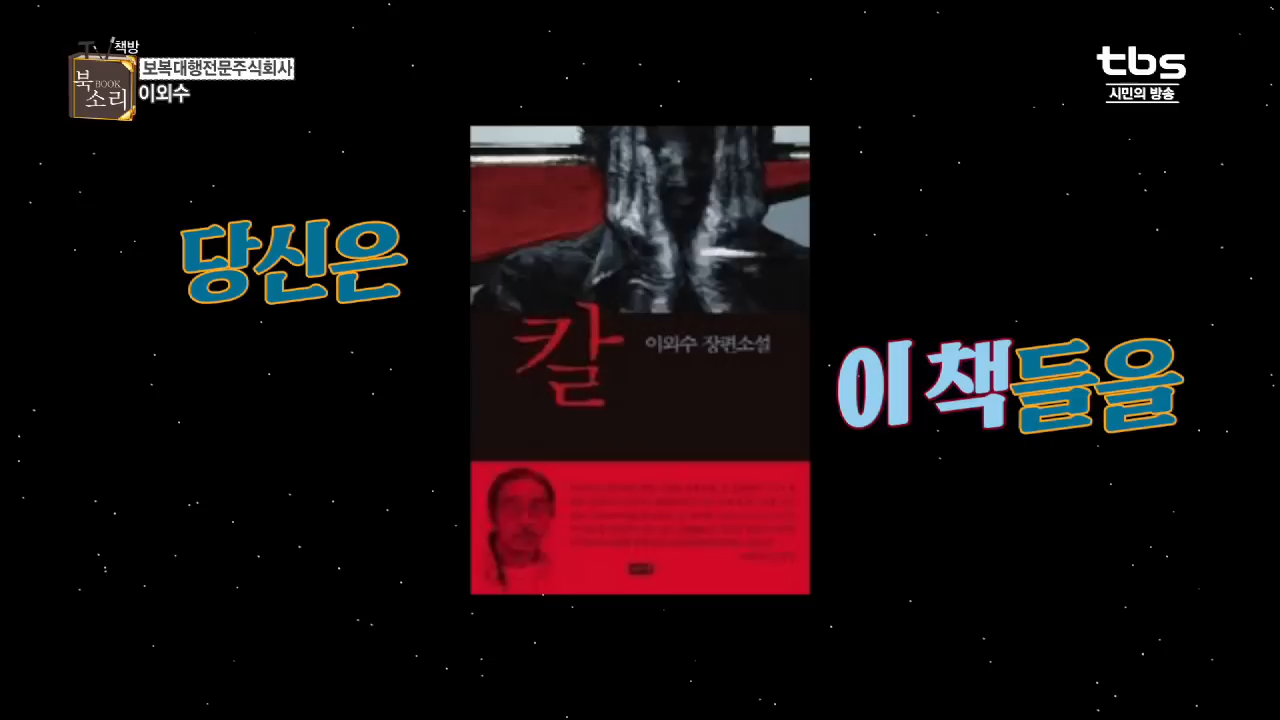 TV책방
북
BOOK
소리
보복대행전문주식회사
이외수
tbs
시민의 방송
당신은
칼
이외수 장편소설
이 책들을